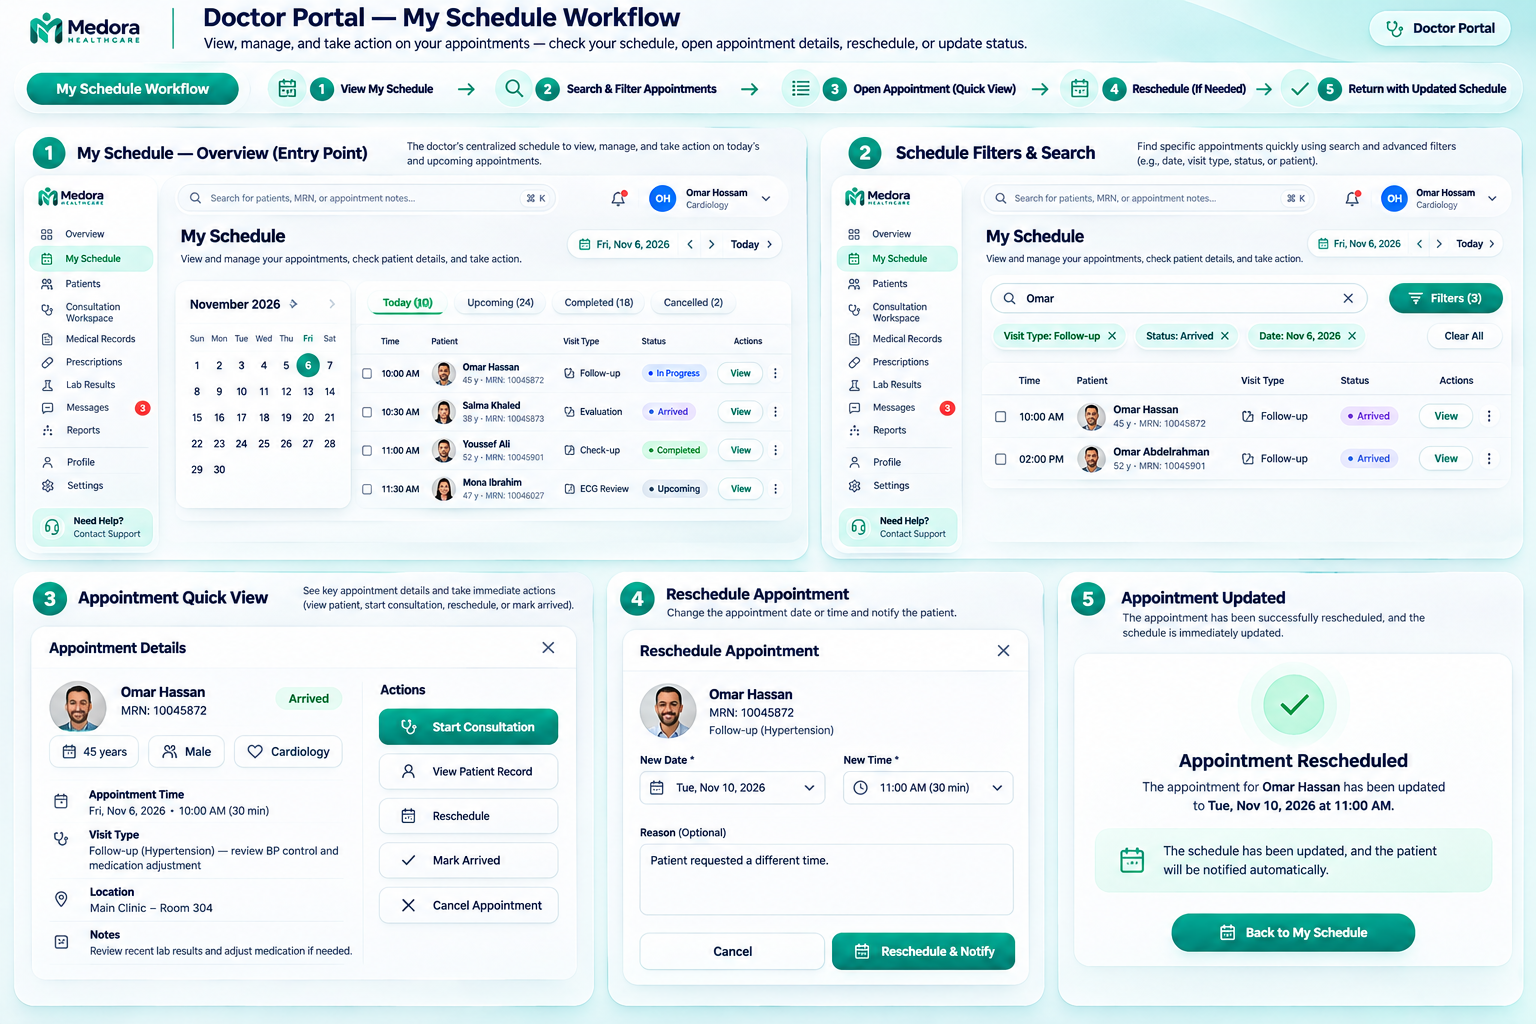 Medora
HEALTHCARE
Doctor Portal — My Schedule Workflow
View, manage, and take action on your appointments — check your schedule, open appointment details, reschedule, or update status.
Doctor Portal
My Schedule Workflow
1 View My Schedule
2 Search & Filter Appointments
3 Open Appointment (Quick View)
4 Reschedule (If Needed)
5 Return with Updated Schedule
1 My Schedule — Overview (Entry Point)
The doctor's centralized schedule to view, manage, and take action on today's
and upcoming appointments.
Medora
HEALTHCARE
Search for patients, MRN, or appointment notes...
⌘ K
OH
Omar Hossam
Cardiology
Overview
My Schedule
Patients
Consultation
Workspace
Medical Records
Prescriptions
Lab Results
Messages 3
Reports
Profile
Settings
Need Help?
Contact Support
My Schedule
View and manage your appointments, check patient details, and take action.
Fri, Nov 6, 2026
Today
November 2026
Sun Mon Tue Wed Thu Fri Sat
1 2 3 4 5 6 7
8 9 10 11 12 13 14
15 16 17 18 19 20 21
22 23 24 25 26 27 28
29 30
Today (10) Upcoming (24) Completed (18) Cancelled (2)
Time Patient Visit Type Status Actions
10:00 AM Omar Hassan Follow-up In Progress View
45 y • MRN: 10045872
10:30 AM Salma Khaled Evaluation Arrived View
38 y • MRN: 10045873
11:00 AM Youssef Ali Check-up Completed View
52 y • MRN: 10045901
11:30 AM Mona Ibrahim ECG Review Upcoming View
47 y • MRN: 10046027
2 Schedule Filters & Search
Find specific appointments quickly using search and advanced filters
(e.g., date, visit type, status, or patient).
Medora
HEALTHCARE
Search for patients, MRN, or appointment notes...
⌘ K
OH
Omar Hossam
Cardiology
Overview
My Schedule
Patients
Consultation
Workspace
Medical Records
Prescriptions
Lab Results
Messages 3
Reports
Profile
Settings
Need Help?
Contact Support
My Schedule
View and manage your appointments, check patient details, and take action.
Fri, Nov 6, 2026
Today
Omar
Filters (3)
Visit Type: Follow-up Status: Arrived Date: Nov 6, 2026 Clear All
Time Patient Visit Type Status Actions
10:00 AM Omar Hassan Follow-up Arrived View
45 y • MRN: 10045872
02:00 PM Omar Abdelrahman Follow-up Arrived View
52 y • MRN: 10045901
3 Appointment Quick View
See key appointment details and take immediate actions
(view patient, start consultation, reschedule, or mark arrived).
Appointment Details
Omar Hassan
MRN: 10045872
Arrived
45 years Male Cardiology
Appointment Time
Fri, Nov 6, 2026 • 10:00 AM (30 min)
Visit Type
Follow-up (Hypertension) — review BP control and
medication adjustment
Location
Main Clinic – Room 304
Notes
Review recent lab results and adjust medication if needed.
Actions
Start Consultation
View Patient Record
Reschedule
Mark Arrived
Cancel Appointment
4 Reschedule Appointment
Change the appointment date or time and notify the patient.
Reschedule Appointment
Omar Hassan
MRN: 10045872
Follow-up (Hypertension)
New Date * New Time *
Tue, Nov 10, 2026 11:00 AM (30 min)
Reason (Optional)
Patient requested a different time.
Cancel Reschedule & Notify
5 Appointment Updated
The appointment has been successfully rescheduled, and the
schedule is immediately updated.
Appointment Rescheduled
The appointment for Omar Hassan has been updated
to Tue, Nov 10, 2026 at 11:00 AM.
The schedule has been updated, and the patient
will be notified automatically.
Back to My Schedule